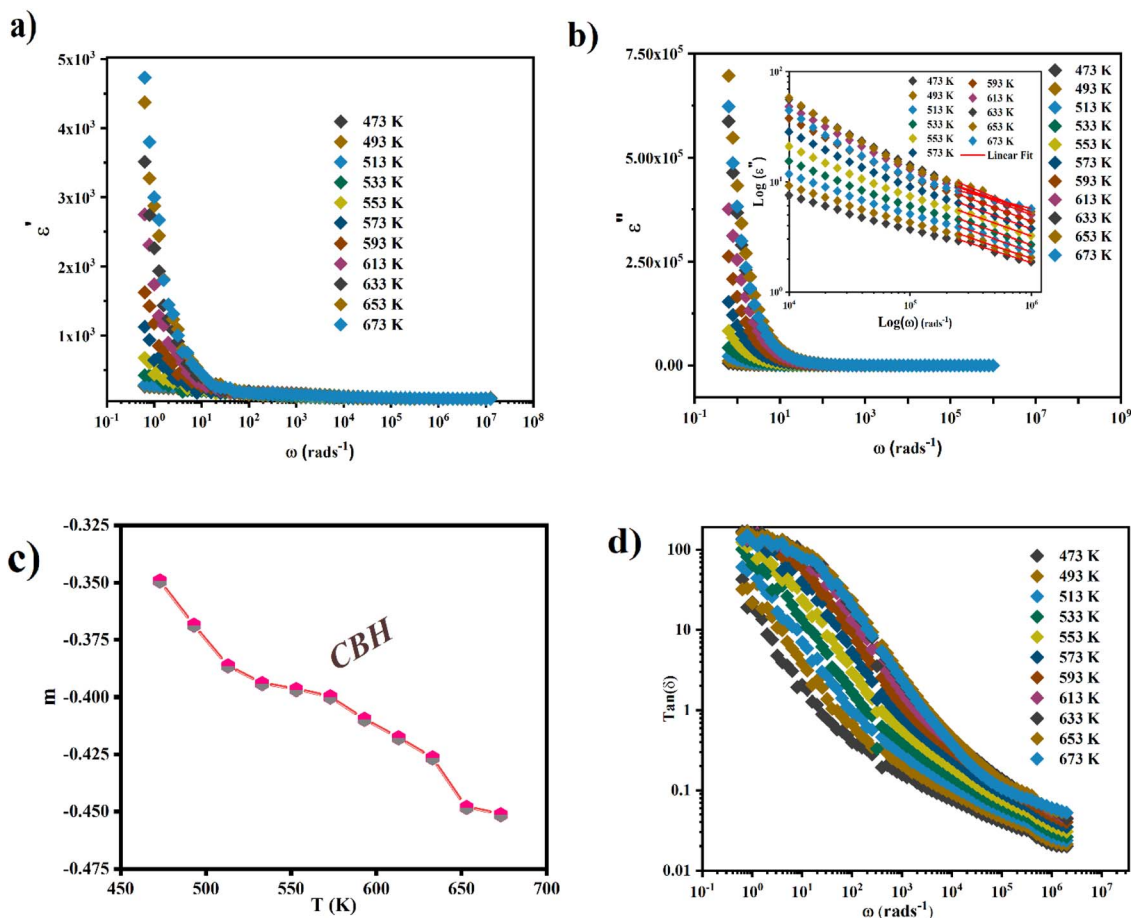 a)
5x10³
4x10³
3x10³
2x10³
1x10³
ε'
473 K
493 K
513 K
533 K
553 K
573 K
593 K
613 K
633 K
653 K
673 K
10⁻¹ 10⁰ 10¹ 10² 10³ 10⁴ 10⁵ 10⁶ 10⁷ 10⁸
ω (rads⁻¹)
b)
7.50x10⁵
5.00x10⁵
2.50x10⁵
0.00
ε''
473 K
493 K
513 K
533 K
553 K
573 K
593 K
613 K
633 K
653 K
673 K
10⁻¹ 10¹ 10³ 10⁵ 10⁷ 10⁹
ω (rads⁻¹)
10²
10¹
10⁰
Log (ε'')
473 K
493 K
513 K
533 K
553 K
573 K
593 K
613 K
633 K
653 K
673 K
Linear Fit
10⁴ 10⁵ 10⁶
Log(ω) (rads⁻¹)
c)
-0.325
-0.350
-0.375
-0.400
-0.425
-0.450
-0.475
m
CBH
450 500 550 600 650 700
T (K)
d)
100
10
1
0.1
0.01
Tan(δ)
473 K
493 K
513 K
533 K
553 K
573 K
593 K
613 K
633 K
653 K
673 K
10⁻¹ 10⁰ 10¹ 10² 10³ 10⁴ 10⁵ 10⁶ 10⁷
ω (rads⁻¹)